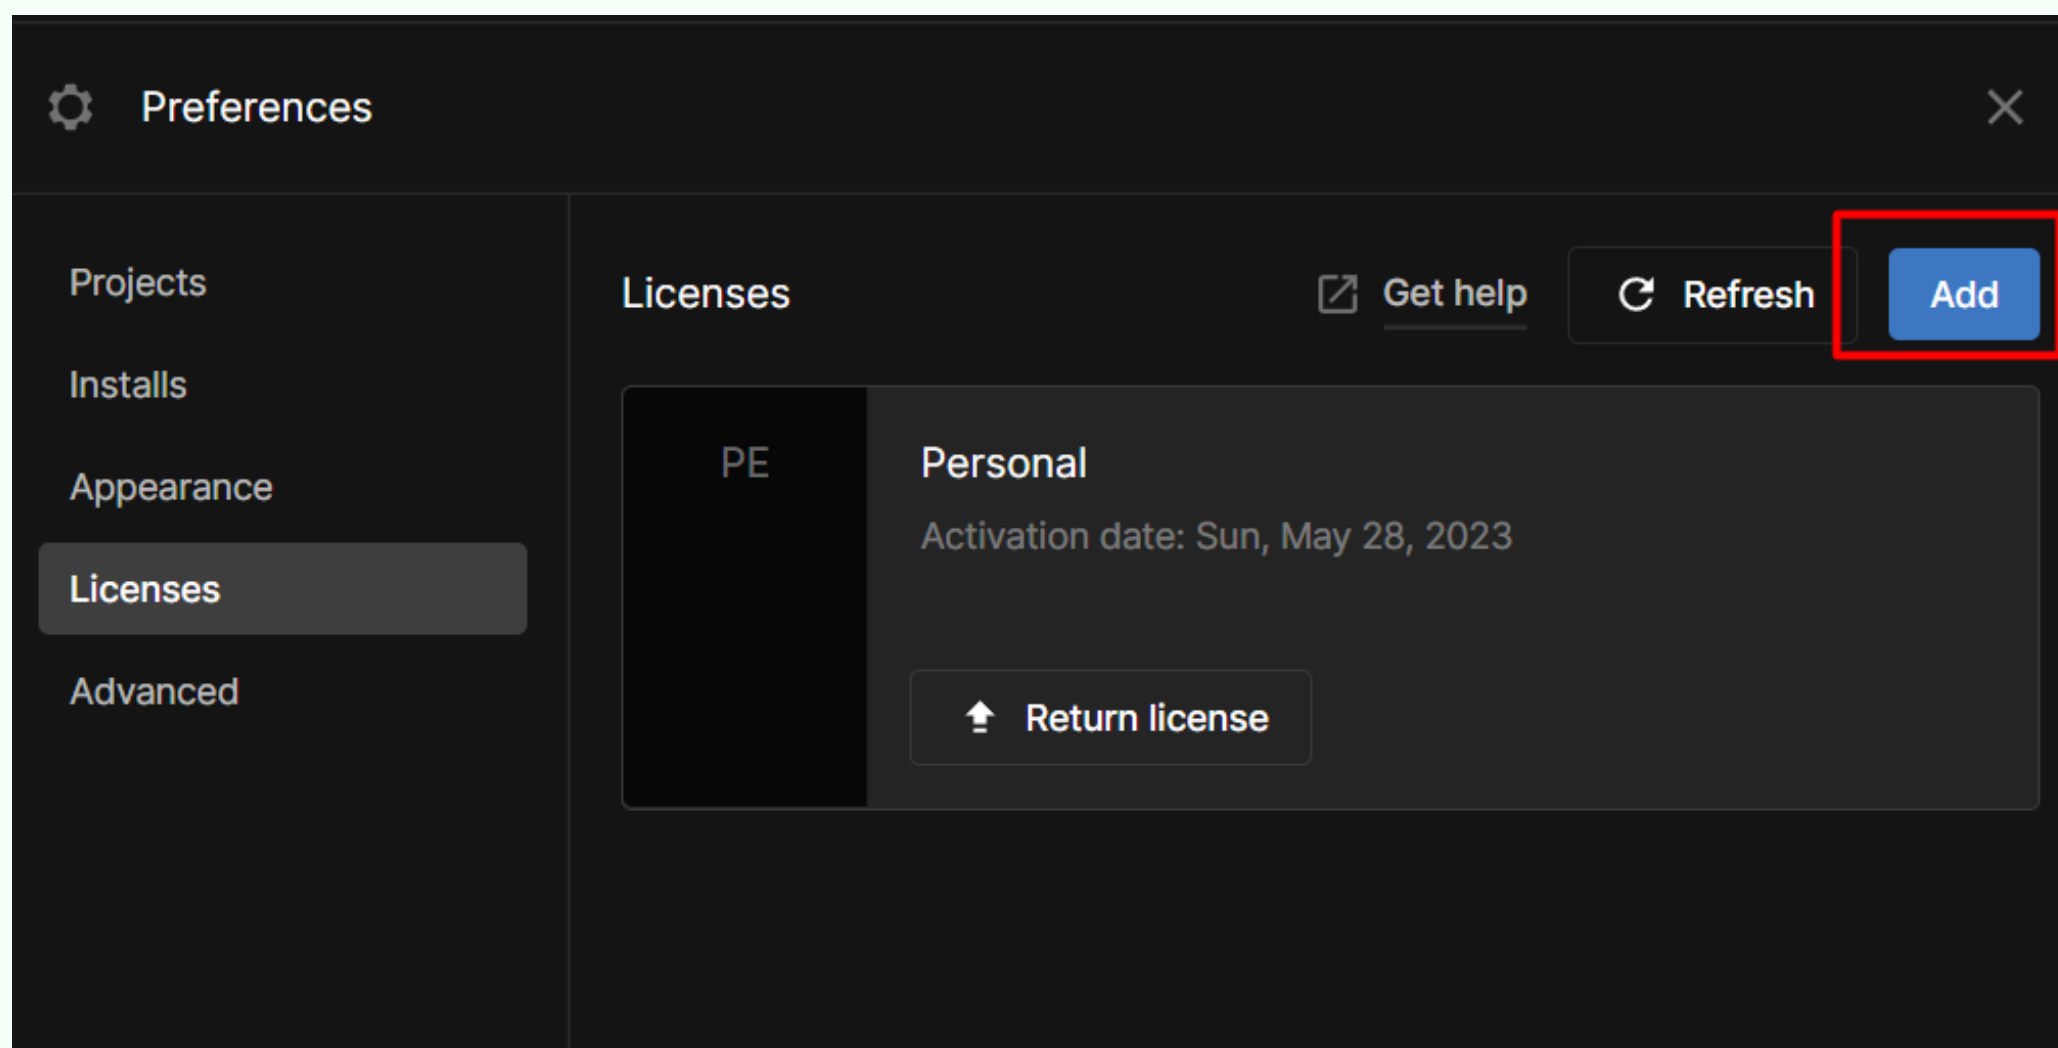 Preferences
Projects
Installs
Appearance
Licenses
Advanced
Licenses
Get help
Refresh
Add
PE
Personal
Activation date: Sun, May 28, 2023
Return license